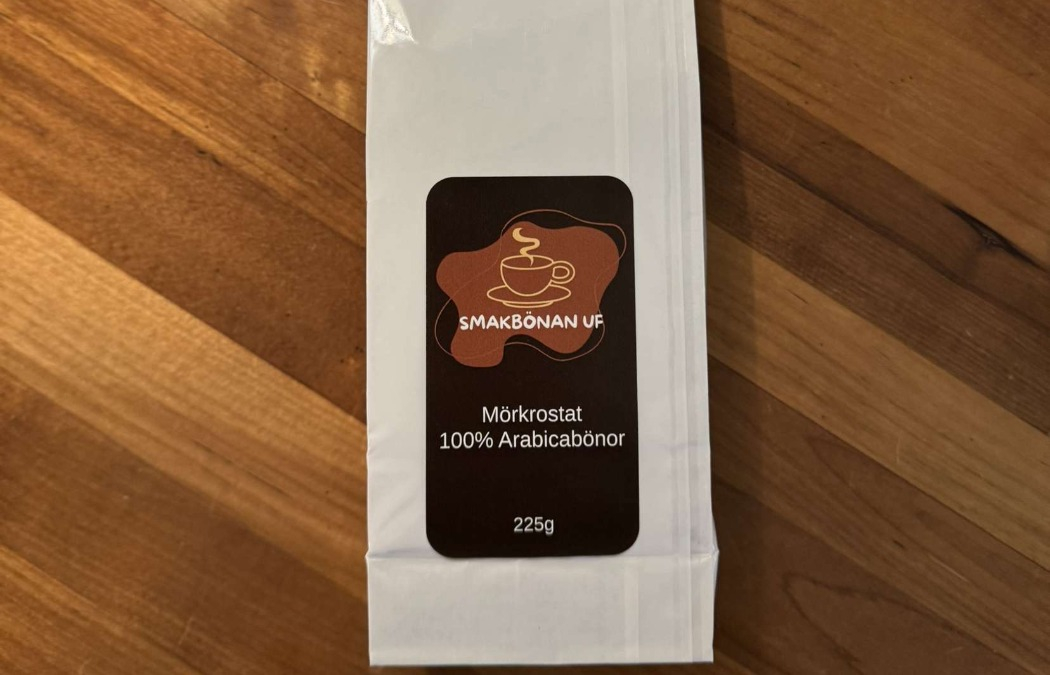 SMAKBÖNAN UF
Mörkrostat
100% Arabicabönor
225g